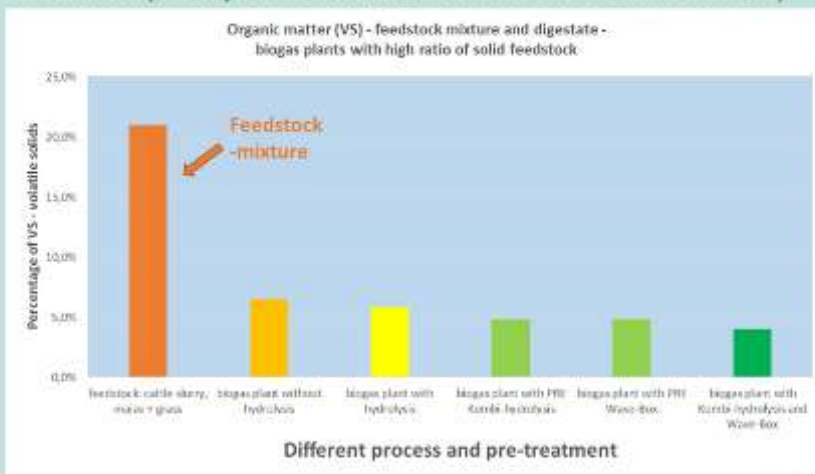 Organic matter (VS) - feedstock mixture and digestate -
biogas plants with high ratio of solid feedstock
25,0%
20,0%
15,0%
10,0%
5,0%
0,0%
Percentage of VS - volatile solids
Feedstock
-mixture
feedstock: cattle slurry,
maize + grass
biogas plant without
hydrolysis
biogas plant with
hydrolysis
biogas plant with PRE
Kombi-hydrolysis
biogas plant with PRE
Wave-Box
biogas plant with
Kombi-hydrolysis and
Wave-Box
Different process and pre-treatment